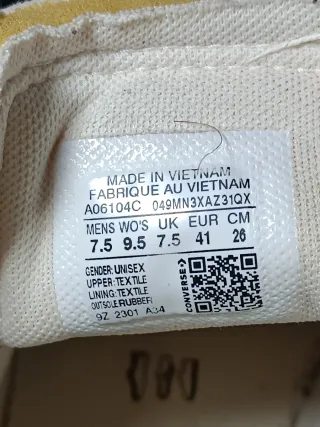 MADE IN VIETNAM
FABRIQUE AU VIETNAM
A06104C 049MN3XAZ31QX
MENS WO'S UK EUR CM
7.5 9.5 7.5 41 26
GENDER: UNISEX
UPPER: TEXTILE
LINING: TEXTILE
OUTSOLE: RUBBER
9Z 2301 A34
CONVERSE